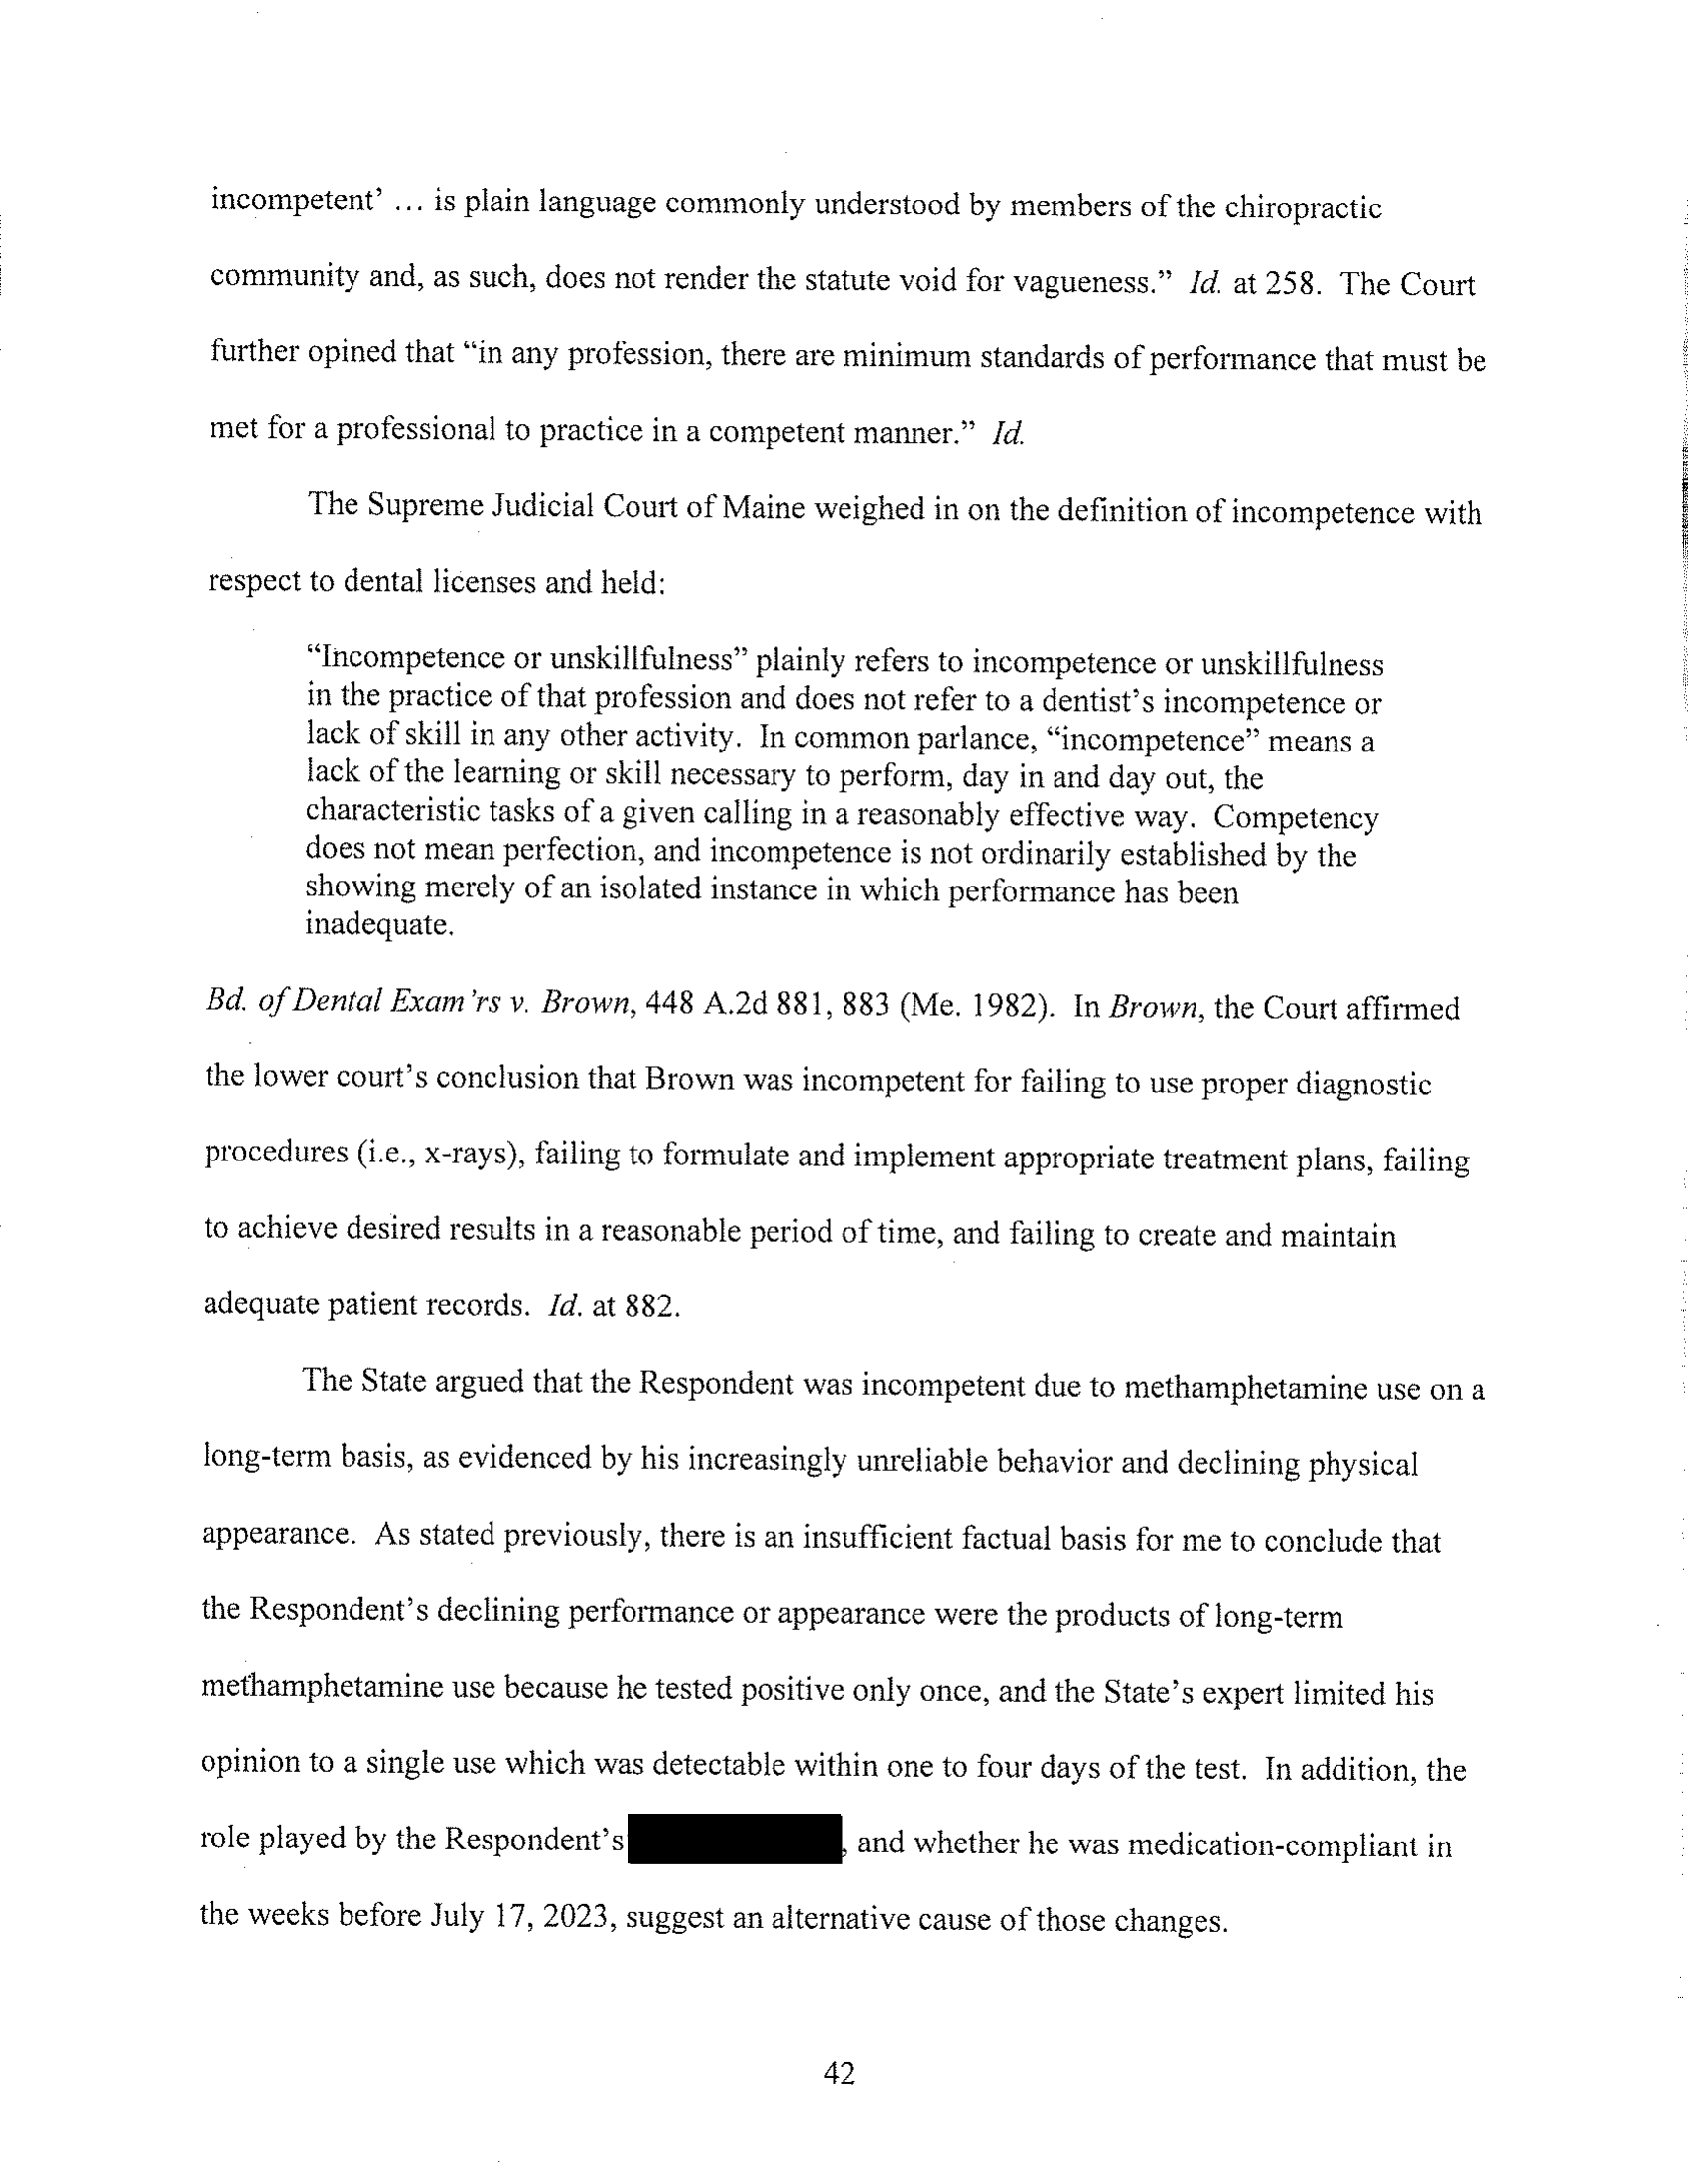 incompetent’ … is plain language commonly understood by members of the chiropractic
community and, as such, does not render the statute void for vagueness.” Id. at 258. The Court
further opined that “in any profession, there are minimum standards of performance that must be
met for a professional to practice in a competent manner.” Id.
The Supreme Judicial Court of Maine weighed in on the definition of incompetence with
respect to dental licenses and held:
“Incompetence or unskillfulness” plainly refers to incompetence or unskillfulness
in the practice of that profession and does not refer to a dentist’s incompetence or
lack of skill in any other activity. In common parlance, “incompetence” means a
lack of the learning or skill necessary to perform, day in and day out, the
characteristic tasks of a given calling in a reasonably effective way. Competency
does not mean perfection, and incompetence is not ordinarily established by the
showing merely of an isolated instance in which performance has been
inadequate.
Bd. of Dental Exam’rs v. Brown, 448 A.2d 881, 883 (Me. 1982). In Brown, the Court affirmed
the lower court’s conclusion that Brown was incompetent for failing to use proper diagnostic
procedures (i.e., x-rays), failing to formulate and implement appropriate treatment plans, failing
to achieve desired results in a reasonable period of time, and failing to create and maintain
adequate patient records. Id. at 882.
The State argued that the Respondent was incompetent due to methamphetamine use on a
long-term basis, as evidenced by his increasingly unreliable behavior and declining physical
appearance. As stated previously, there is an insufficient factual basis for me to conclude that
the Respondent’s declining performance or appearance were the products of long-term
methamphetamine use because he tested positive only once, and the State’s expert limited his
opinion to a single use which was detectable within one to four days of the test. In addition, the
role played by the Respondent’s , and whether he was medication-compliant in
the weeks before July 17, 2023, suggest an alternative cause of those changes.
42